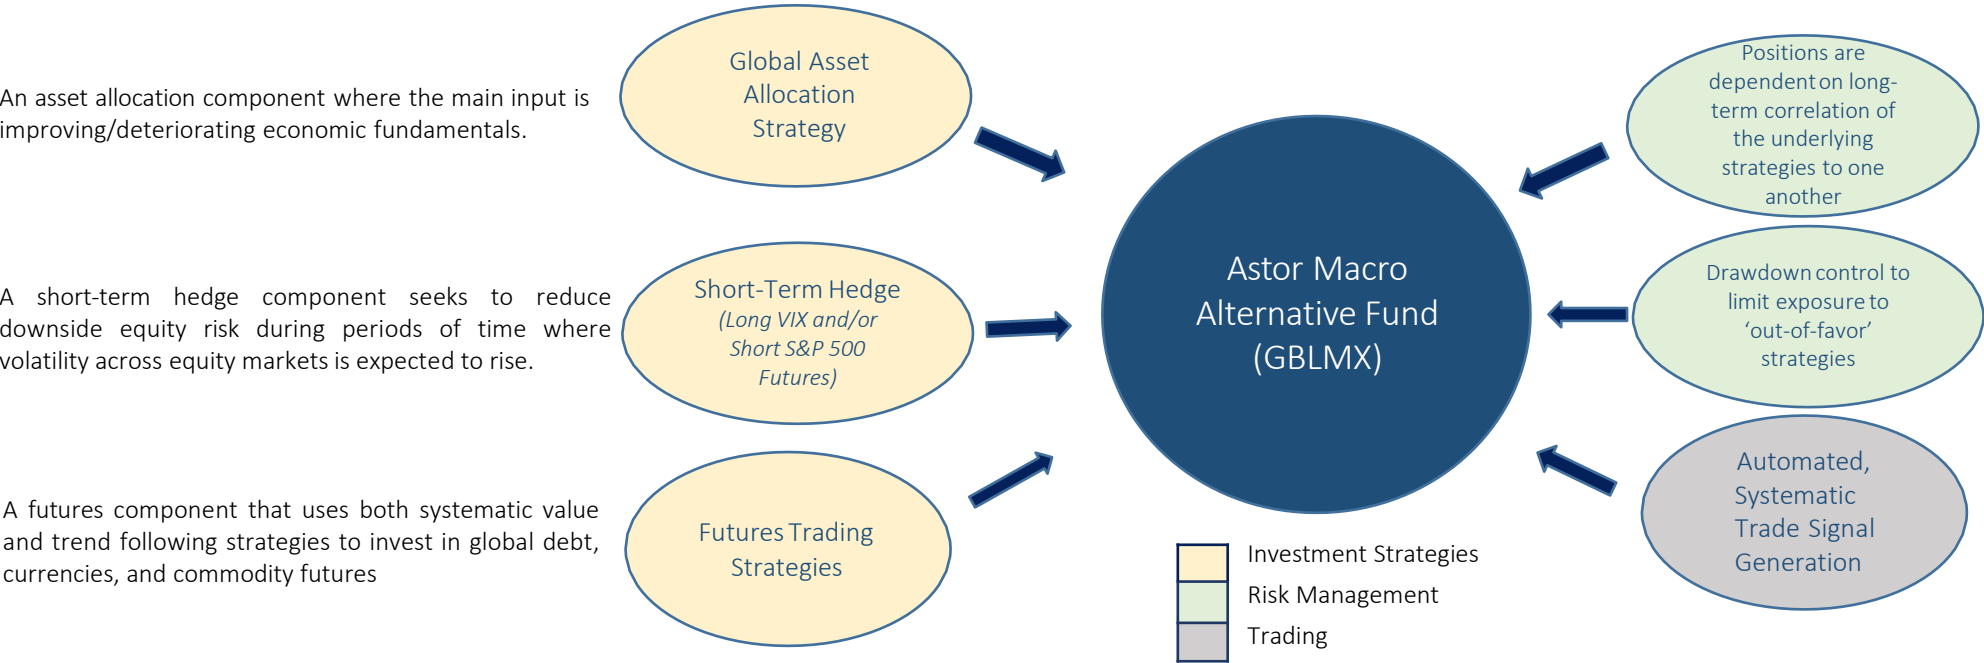 An asset allocation component where the main input is
improving/deteriorating economic fundamentals.
Global Asset
Allocation
Strategy
A short-term hedge component seeks to reduce
downside equity risk during periods of time where
volatility across equity markets is expected to rise.
Short-Term Hedge
(Long VIX and/or
Short S&P 500
Futures)
A futures component that uses both systematic value
and trend following strategies to invest in global debt,
currencies, and commodity futures
Futures Trading
Strategies
Astor Macro
Alternative Fund
(GBLMX)
Positions are
dependent on long-
term correlation of
the underlying
strategies to one
another
Drawdown control to
limit exposure to
‘out-of-favor’
strategies
Automated,
Systematic
Trade Signal
Generation
Investment Strategies
Risk Management
Trading